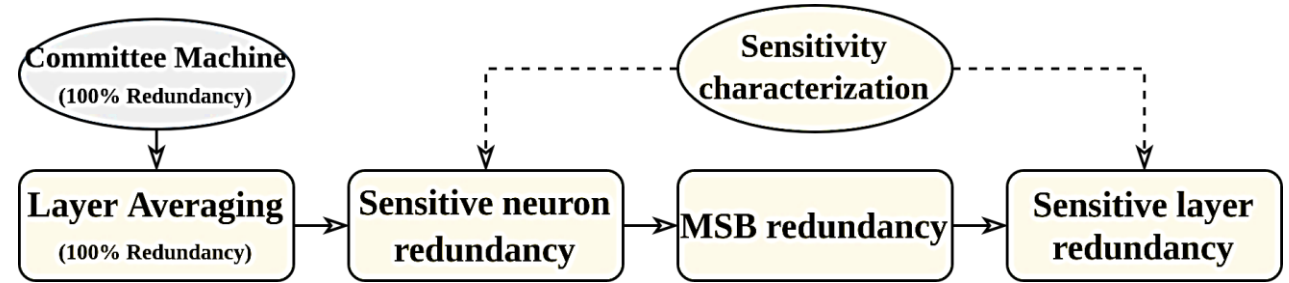 Committee Machine
(100% Redundancy)
Sensitivity
characterization
Layer Averaging
(100% Redundancy)
Sensitive neuron
redundancy
MSB redundancy
Sensitive layer
redundancy